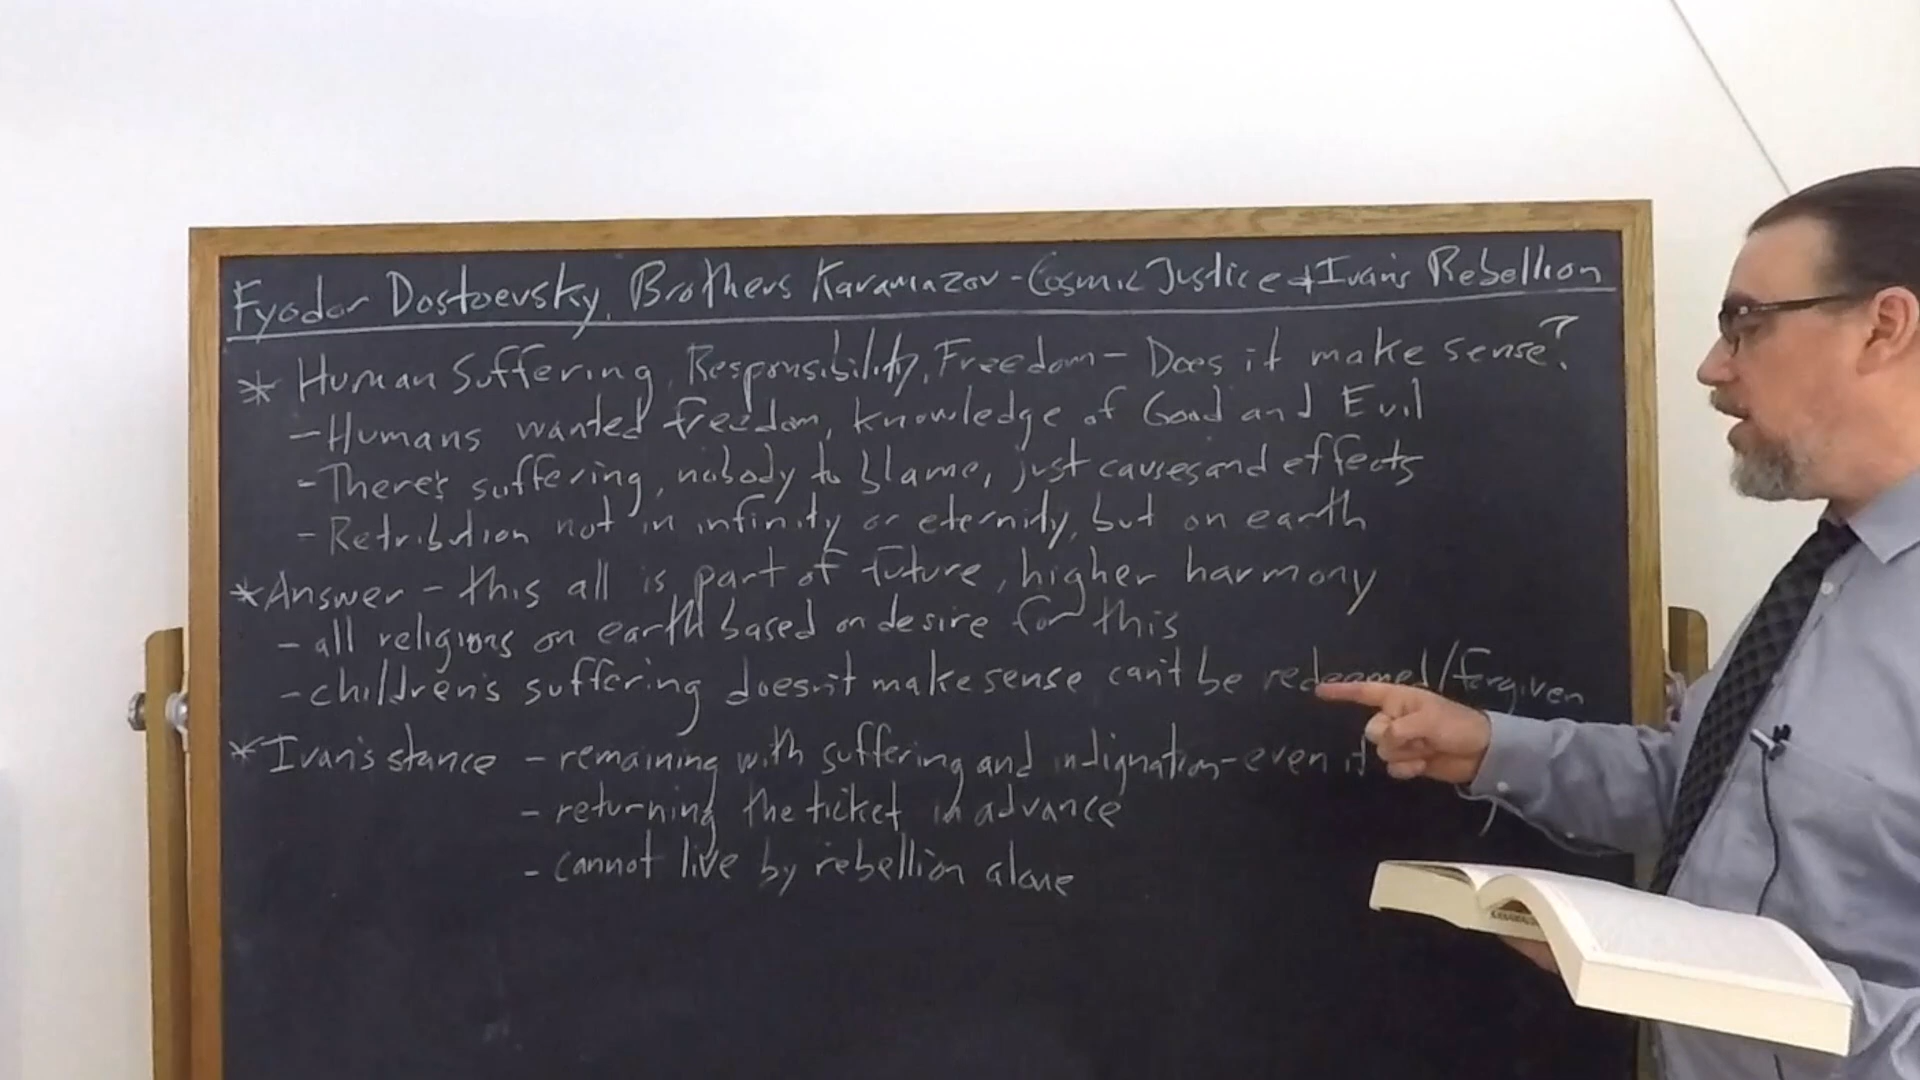 Fyodor Dostoevsky, Brothers Karamazov - Cosmic Justice + Ivan's Rebellion
* Human Suffering, Responsibility, Freedom - Does it make sense?
- Humans wanted freedom, knowledge of Good and Evil
- There's suffering, nobody to blame, just causes and effects
- Retribution not in infinity or eternity, but on earth
* Answer - this all is part of future, higher harmony
- all religions on earth based on desire for this
- children's suffering doesn't make sense can't be redeemed/forgiven
* Ivan's stance - remaining with suffering and indignation - even if
- returning the ticket in advance
- cannot live by rebellion alone